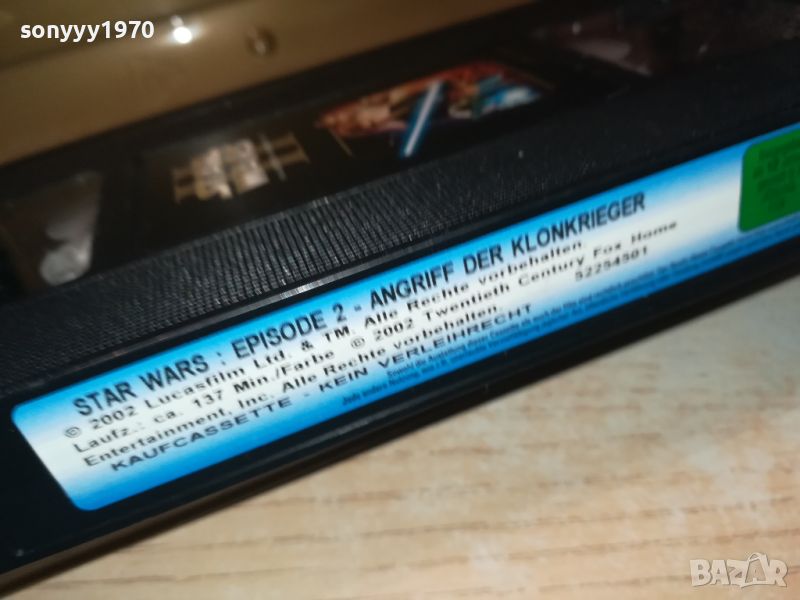 sonyyy1970
STAR WARS : EPISODE 2 - ANGRIFF DER KLONKRIEGER
© 2002 Lucasfilm Ltd. & TM. Alle Rechte vorbehalten
Laufz.: ca. 137 Min./Farbe © 2002 Twentieth Century Fox Home
Entertainment, Inc. Alle Rechte vorbehalten. 52254501
KAUFCASSETTE - KEIN VERLEIHRECHT
BAZAR